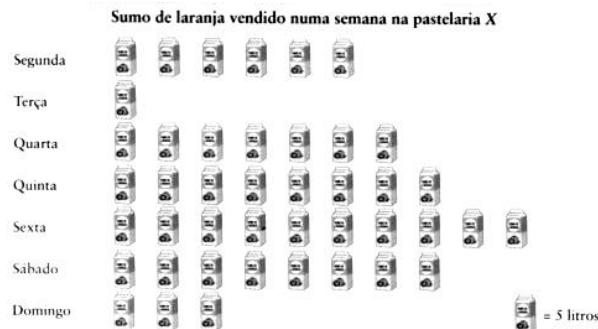 Sumo de laranja vendido numa semana na pastelaria X
Segunda
Terça
Quarta
Quinta
Sexta
Sábado
Domingo
= 5 litros